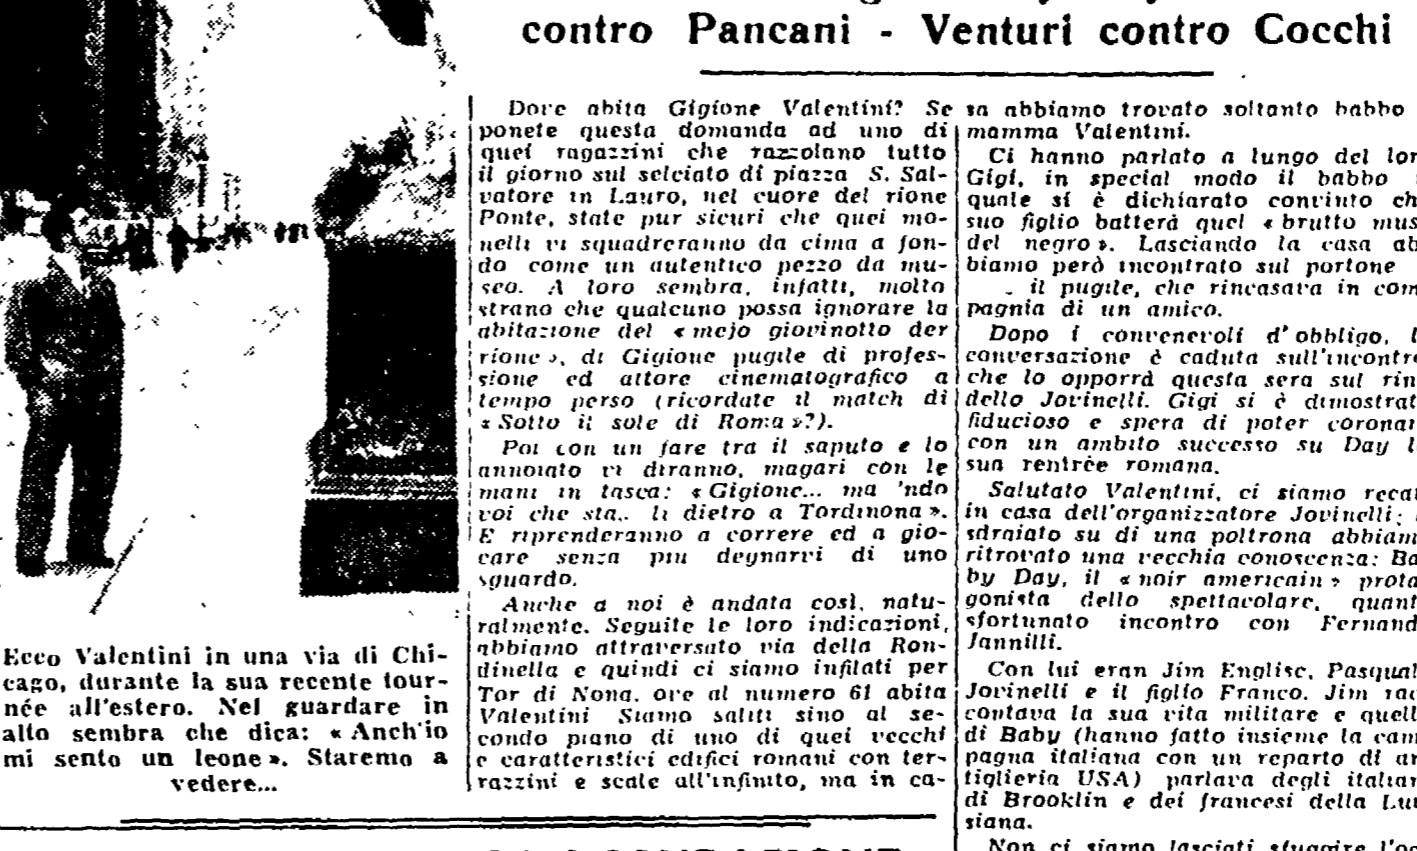 contro Pancani - Venturi contro Cocchi
Dove abita Gigione Valentini? Se
ponete questa domanda ad uno di
quei ragazzini che razzolano tutto
il giorno sul selciato di piazza S. Sal-
vatore in Lauro, nel cuore del rione
Ponte, state pur sicuri che quei mo-
nelli vi squadreranno da cima a fon-
do come un autentico pezzo da mu-
seo. A loro sembra, infatti, molto
strano che qualcuno possa ignorare la
abitazione del « mejo giovinotto der
rione », di Gigione pugile di profes-
sione ed attore cinematografico a
tempo perso (ricordate il match di
« Sotto il sole di Roma »?).
Poi con un fare tra il saputo e lo
annoiato vi diranno, magari con le
mani in tasca: « Gigione... ma 'ndo
voi che sta.. lì dietro a Tordinona ».
E riprenderanno a correre ed a gio-
care senza più degnarvi di uno
sguardo.
Anche a noi è andata così, natu-
ralmente. Seguite le loro indicazioni,
abbiamo attraversato via della Ron-
dinella e quindi ci siamo infilati per
Tor di Nona, ove al numero 61 abita
Valentini Siamo saliti sino al se-
condo piano di uno di quei vecchi
e caratteristici edifici romani con ter-
razzini e scale all'infinito, ma in ca-
sa abbiamo trovato soltanto babbo
mamma Valentini.
Ci hanno parlato a lungo del lor
Gigi, in special modo il babbo
quale si è dichiarato convinto ch
suo figlio batterà quel « brutto mus
del negro ». Lasciando la casa ab
biamo però incontrato sul portone
il pugile, che rincasava in com
pagnia di un amico.
Dopo i convenevoli d'obbligo, l
conversazione è caduta sull'incontr
che lo opporrà questa sera sul rin
dello Jovinelli. Gigi si è dimostrat
fiducioso e spera di poter coronar
con un ambito successo su Day l
sua rentrée romana.
Salutato Valentini, ci siamo recat
in casa dell'organizzatore Jovinelli;
sdraiato su di una poltrona abbiam
ritrovato una vecchia conoscenza: Ba
by Day, il « noir americain » prota
gonista dello spettacolare, quant
sfortunato incontro con Fernand
Jannilli.
Con lui eran Jim Englisc, Pasqual
Jovinelli e il figlio Franco. Jim rac
contava la sua vita militare e quell
di Baby (hanno fatto insieme la cam
pagna italiana con un reparto di ar
tiglieria USA) parlava degli italian
di Brooklin e dei francesi della Lui
siana.
Non ci siamo lasciati sfuggire l'oc
Ecco Valentini in una via di Chi-
cago, durante la sua recente tour-
née all'estero. Nel guardare in
alto sembra che dica: « Anch'io
mi sento un leone ». Staremo a
vedere...